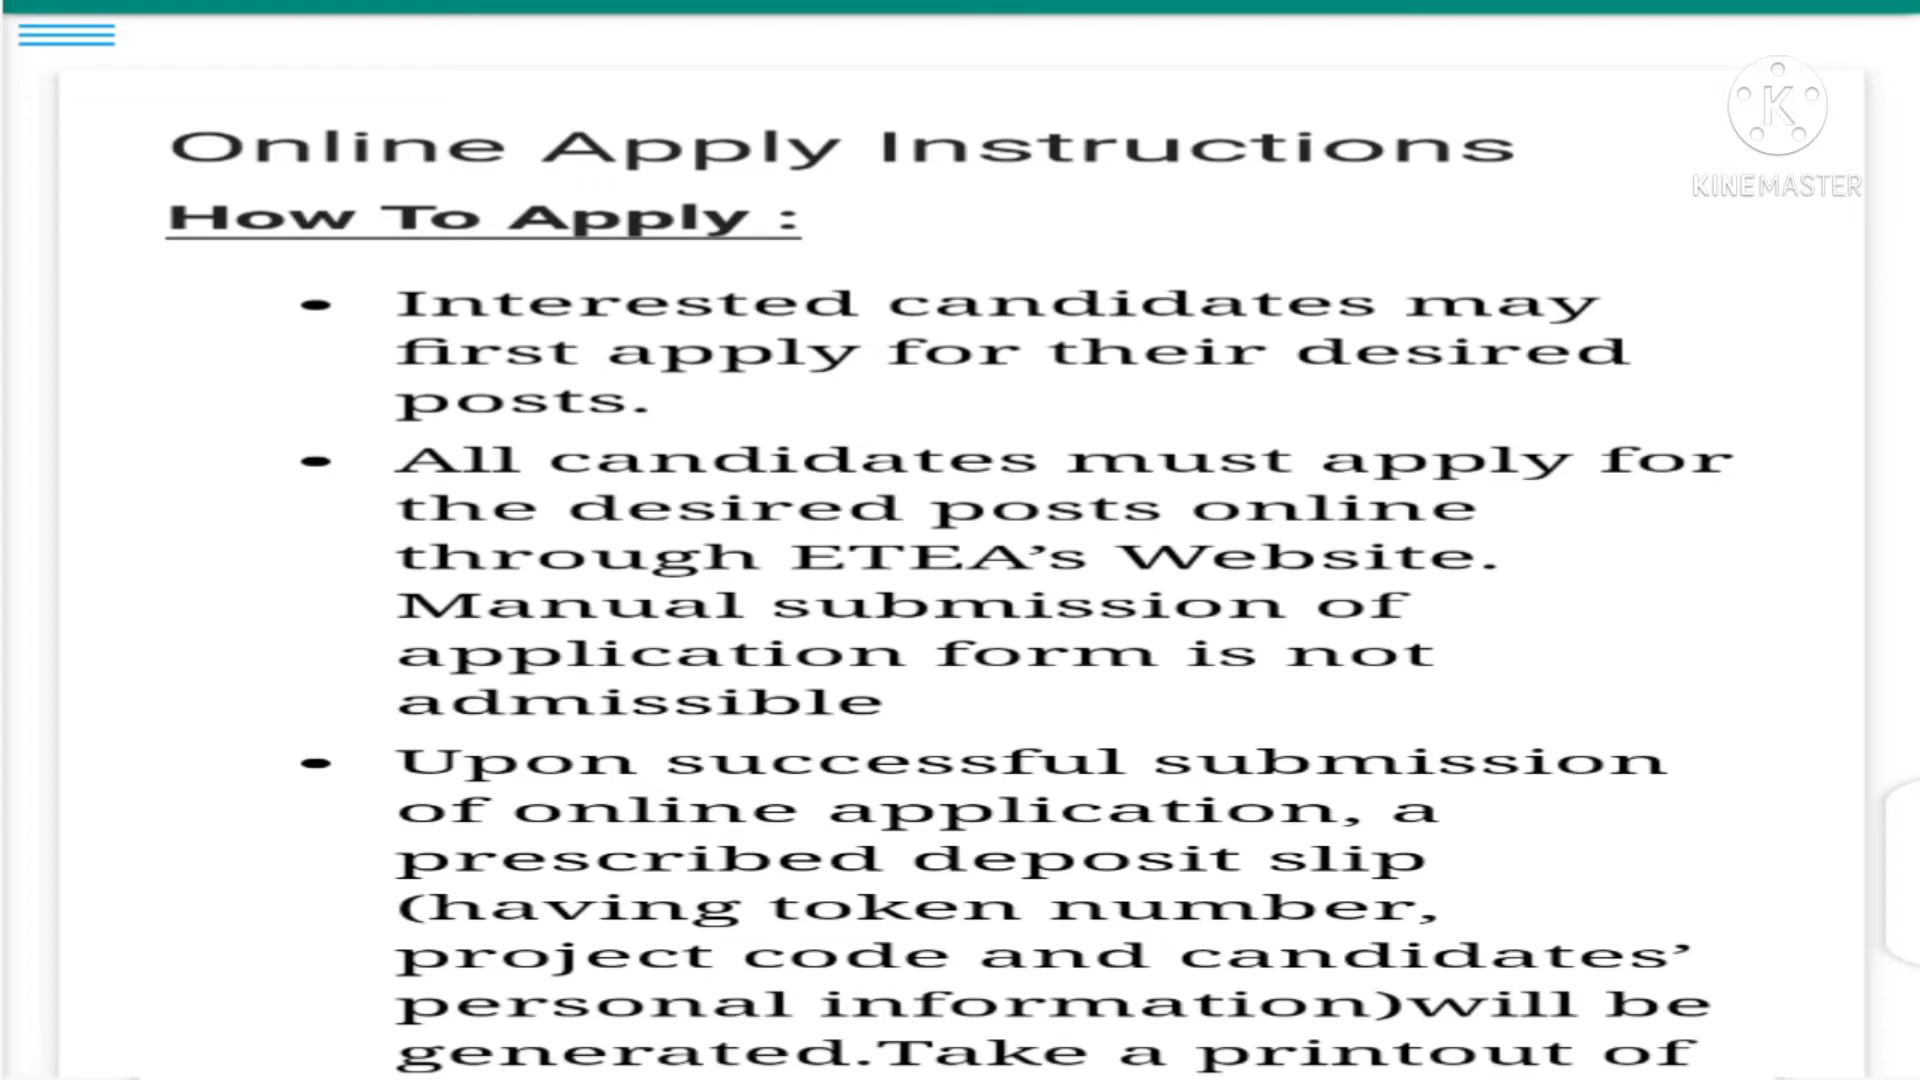 Online Apply Instructions
K
KINEMASTER
How To Apply :
• Interested candidates may
first apply for their desired
posts.
• All candidates must apply for
the desired posts online
through ETEA’s Website.
Manual submission of
application form is not
admissible
• Upon successful submission
of online application, a
prescribed deposit slip
(having token number,
project code and candidates’
personal information)will be
generated.Take a printout of